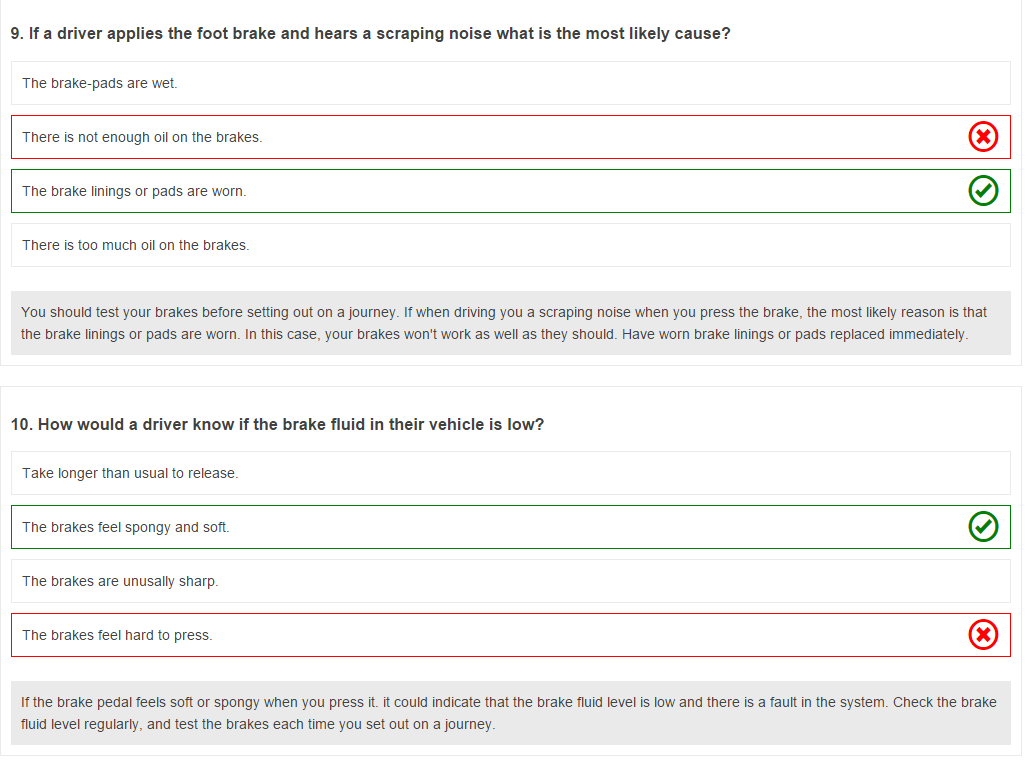 9. If a driver applies the foot brake and hears a scraping noise what is the most likely cause?
The brake-pads are wet.
There is not enough oil on the brakes.
The brake linings or pads are worn.
There is too much oil on the brakes.
You should test your brakes before setting out on a journey. If when driving you a scraping noise when you press the brake, the most likely reason is that
the brake linings or pads are worn. In this case, your brakes won't work as well as they should. Have worn brake linings or pads replaced immediately.
10. How would a driver know if the brake fluid in their vehicle is low?
Take longer than usual to release.
The brakes feel spongy and soft.
The brakes are unusally sharp.
The brakes feel hard to press.
If the brake pedal feels soft or spongy when you press it. it could indicate that the brake fluid level is low and there is a fault in the system. Check the brake
fluid level regularly, and test the brakes each time you set out on a journey.